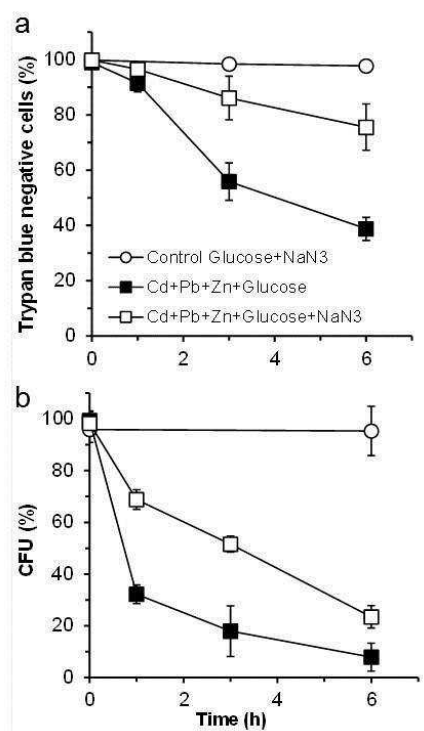 a
100
80
60
40
20
0
Trypan blue negative cells (%)
Control Glucose+NaN3
Cd+Pb+Zn+Glucose
Cd+Pb+Zn+Glucose+NaN3
0 2 4 6
b
100
80
60
40
20
0
CFU (%)
0 2 4 6
Time (h)